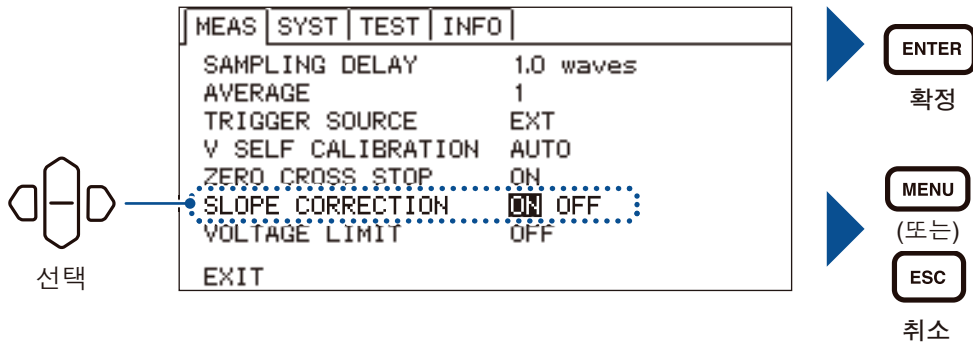 MEAS SYST TEST INFO
SAMPLING DELAY 1.0 waves
AVERAGE 1
TRIGGER SOURCE EXT
V SELF CALIBRATION AUTO
ZERO CROSS STOP ON
SLOPE CORRECTION ON OFF
VOLTAGE LIMIT OFF
EXIT
선택
ENTER
확정
MENU
(또는)
ESC
취소